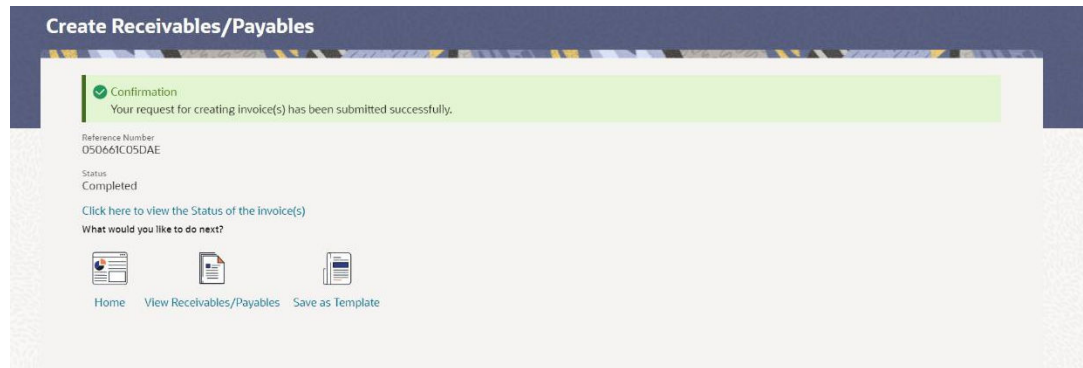 Create Receivables/Payables
Confirmation
Your request for creating invoice(s) has been submitted successfully.
Reference Number
050661C05DAE
Status
Completed
Click here to view the Status of the invoice(s)
What would you like to do next?
Home View Receivables/Payables Save as Template